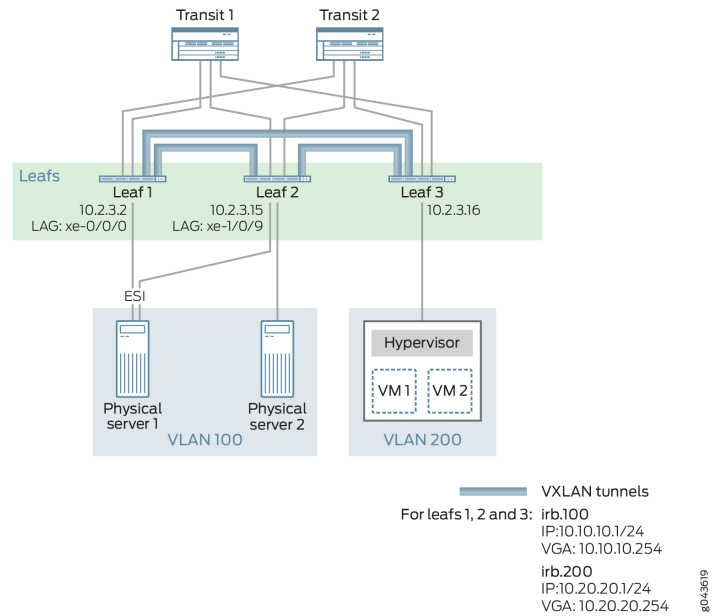 Transit 1
Transit 2
Leafs
Leaf 1
Leaf 2
Leaf 3
10.2.3.2
LAG: xe-0/0/0
10.2.3.15
LAG: xe-1/0/9
10.2.3.16
ESI
Hypervisor
VM 1
VM 2
Physical
server 1
Physical
server 2
VLAN 100
VLAN 200
VXLAN tunnels
For leafs 1, 2 and 3: irb.100
IP:10.10.10.1/24
VGA: 10.10.10.254
irb.200
IP:10.20.20.1/24
VGA: 10.20.20.254
g043619